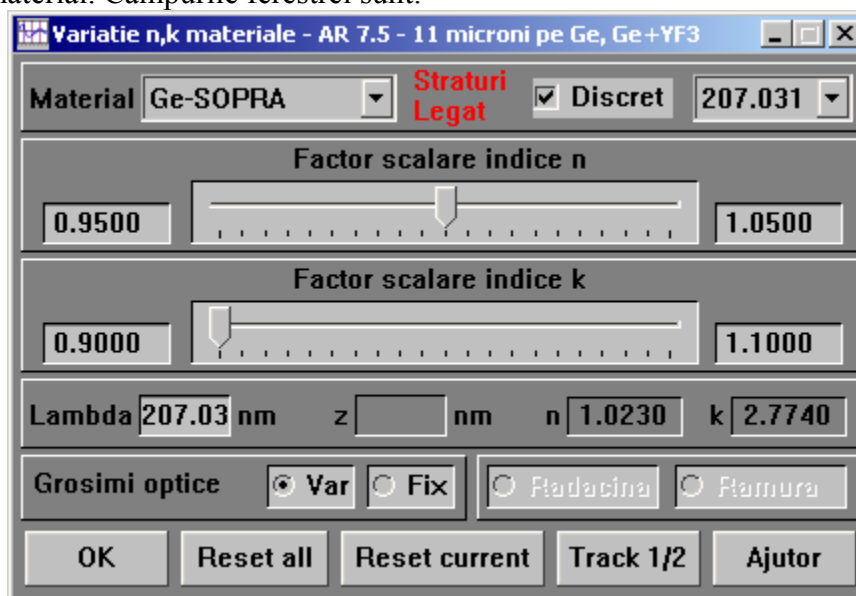 material. Câmpurile ferestrei sunt:
Variatie n,k materiale - AR 7.5 - 11 microni pe Ge, Ge+YF3
Material Ge-SOPRA Straturi Legat Discret 207.031
Factor scalare indice n
0.9500 1.0500
Factor scalare indice k
0.9000 1.1000
Lambda 207.03 nm z nm n 1.0230 k 2.7740
Grosimi optice Var Fix Radacina Ramura
OK Reset all Reset current Track 1/2 Ajutor